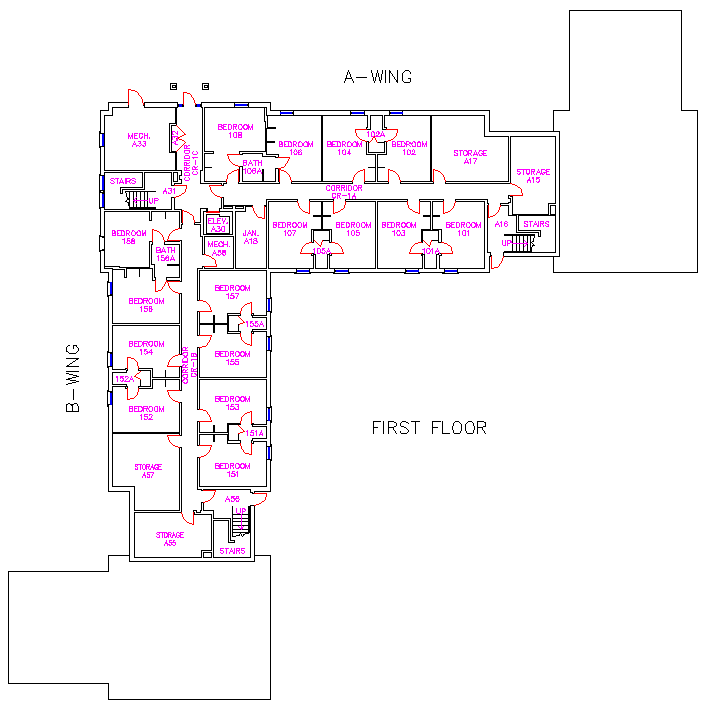 A-WING
BEDROOM
108
MECH.
A33
A32
CORRIDOR
CR-1C
BEDROOM
106
BEDROOM
104
102A
BEDROOM
102
STORAGE
A17
STORAGE
A15
BATH
108A
STAIRS
A31
UP
CORRIDOR
CR-1A
ELEV.
A30
JAN.
A18
BEDROOM
107
105A
BEDROOM
105
BEDROOM
103
101A
BEDROOM
101
A16
STAIRS
UP
BEDROOM
158
BATH
158A
MECH.
A58
BEDROOM
157
BEDROOM
156
155A
BEDROOM
154
BEDROOM
155
CORRIDOR
CR-1B
152A
B-WING
BEDROOM
152
BEDROOM
153
FIRST FLOOR
151A
STORAGE
A57
BEDROOM
151
A56
UP
STORAGE
A55
STAIRS